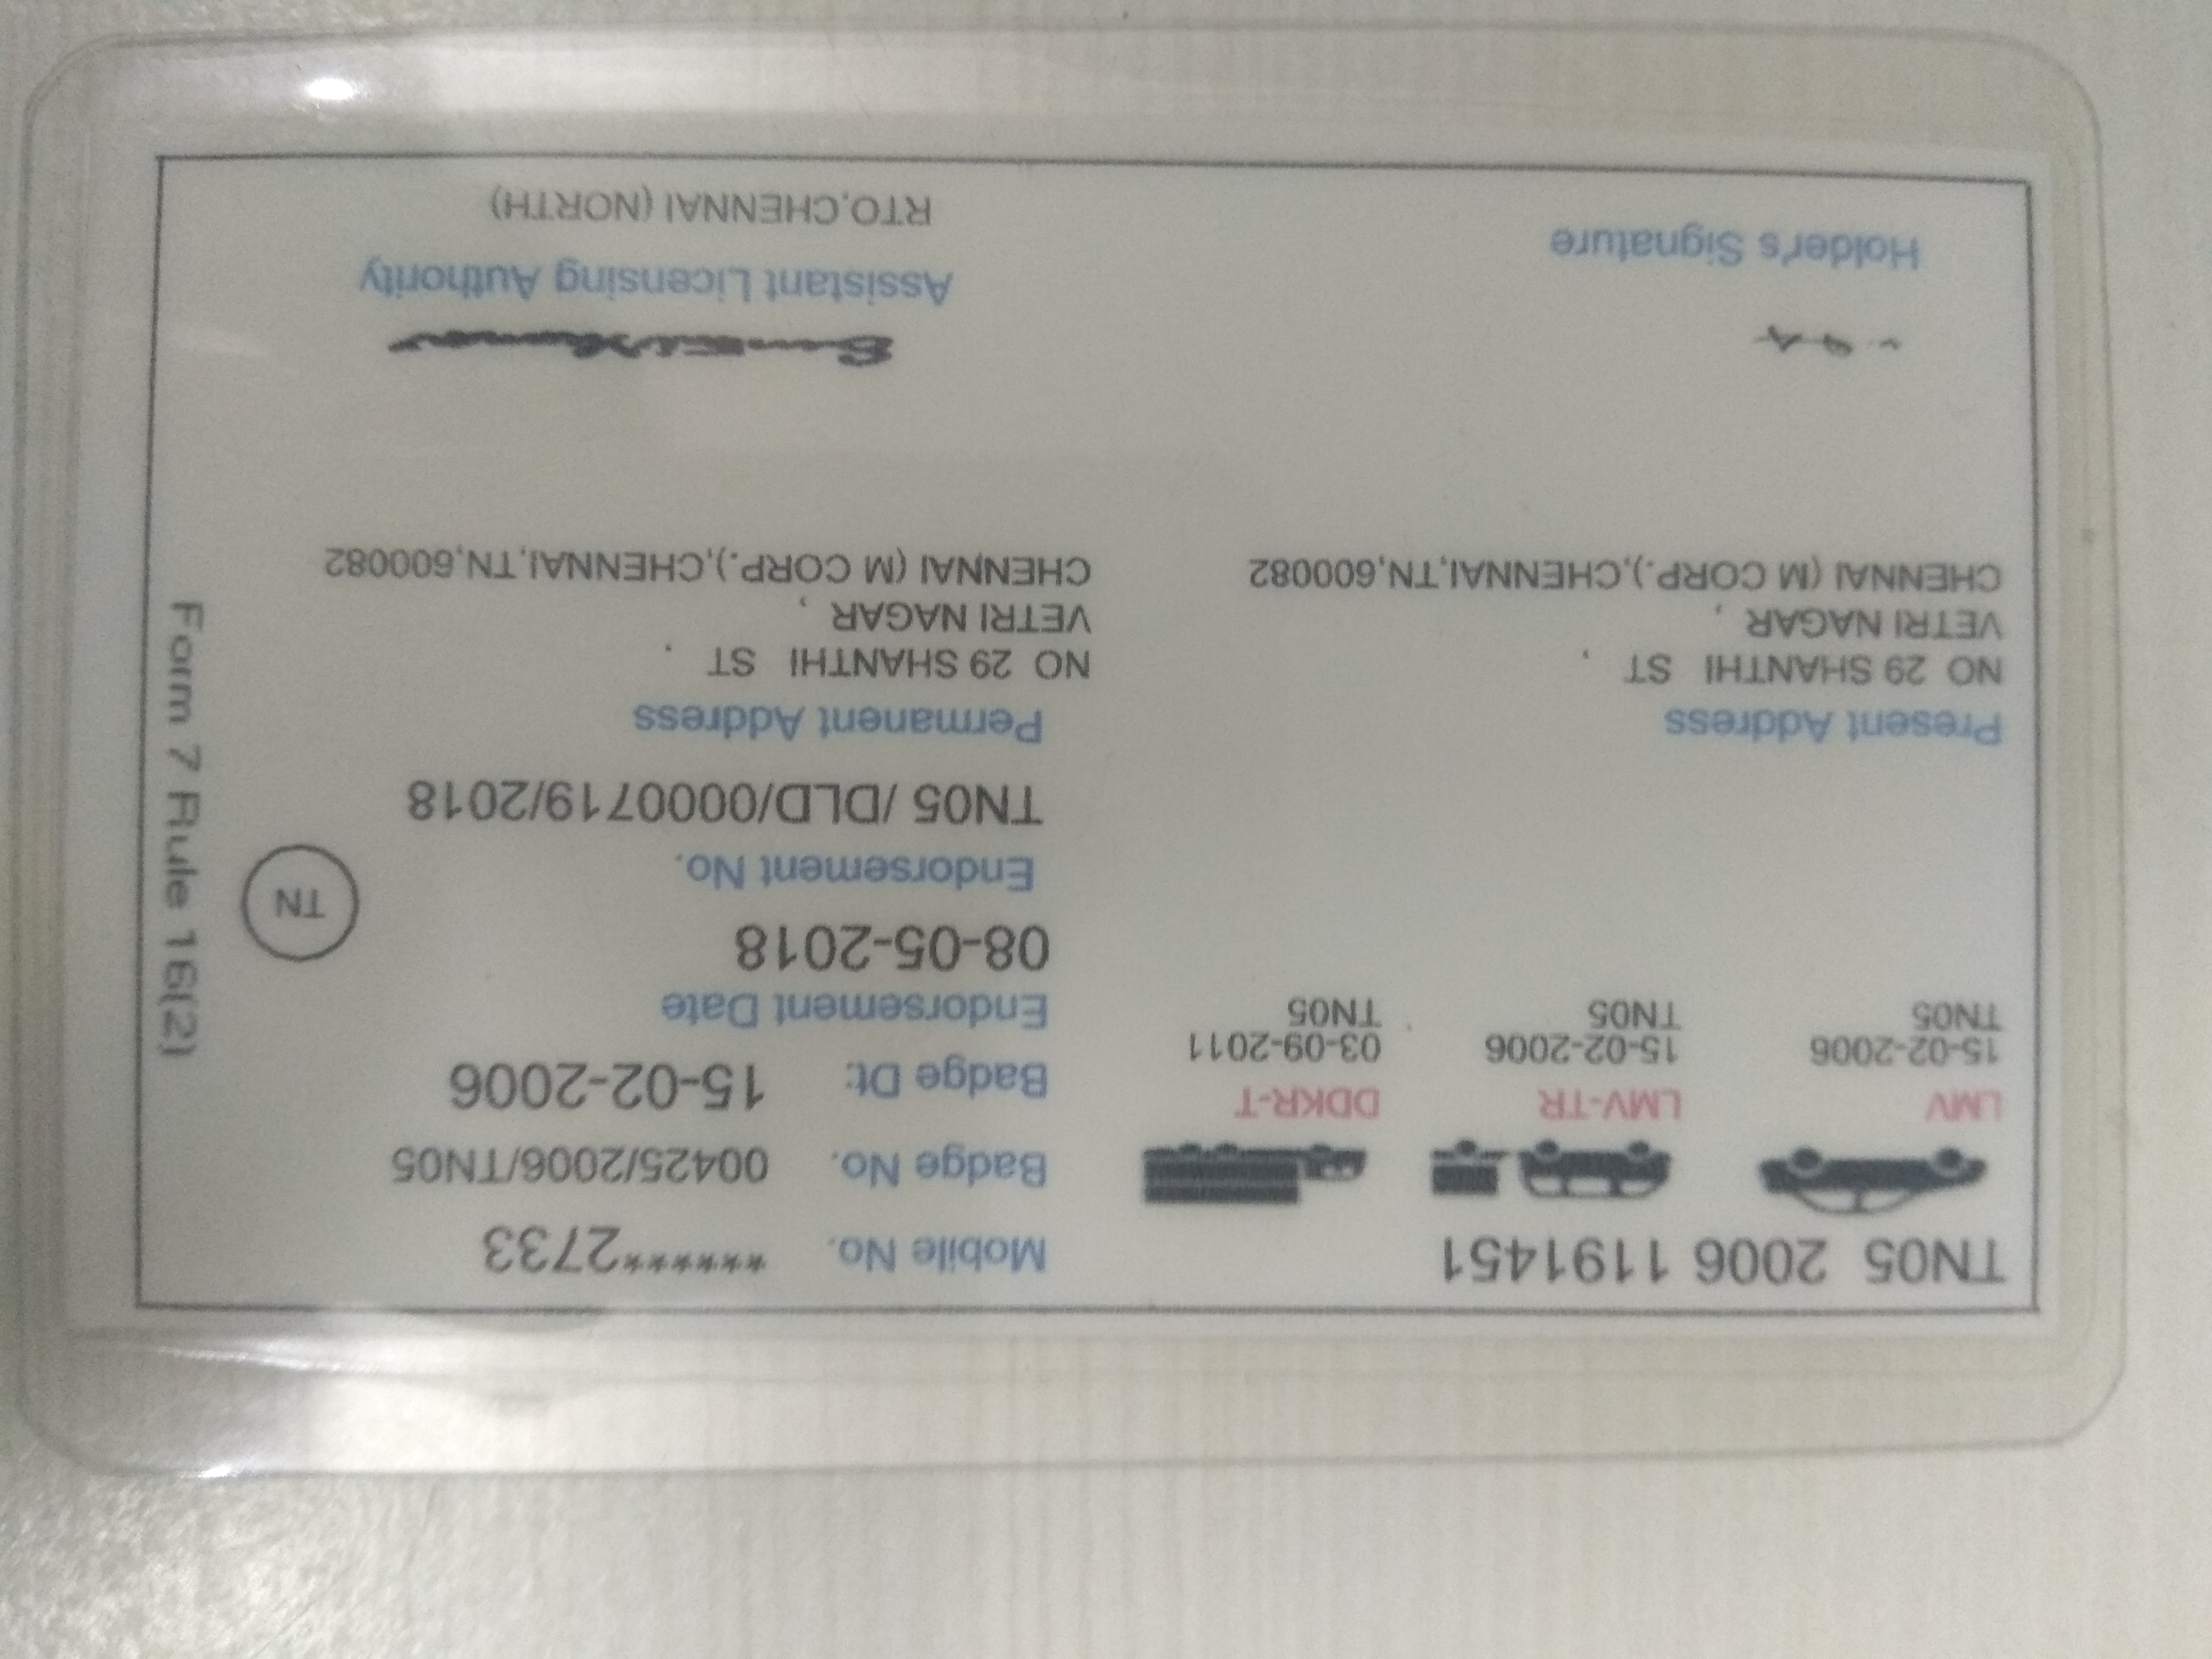 TN05 2006 1191451
Mobile No. ******2733
Badge No. 00425/2006/TN05
Badge Dt: 15-02-2006
LMV LMV-TR DDKR-T
15-02-2006 15-02-2006 03-09-2011
TN05 TN05 TN05
Endorsement Date
08-05-2018
Endorsement No.
TN05 /DLD/0000719/2018
TN
Form 7 Rule 16(2)
Present Address
NO 29 SHANTHI ST ,
VETRI NAGAR ,
CHENNAI (M CORP.),CHENNAI,TN,600082
Permanent Address
NO 29 SHANTHI ST .
VETRI NAGAR ,
CHENNAI (M CORP.),CHENNAI,TN,600082
Holder's Signature
Assistant Licensing Authority
RTO,CHENNAI (NORTH)